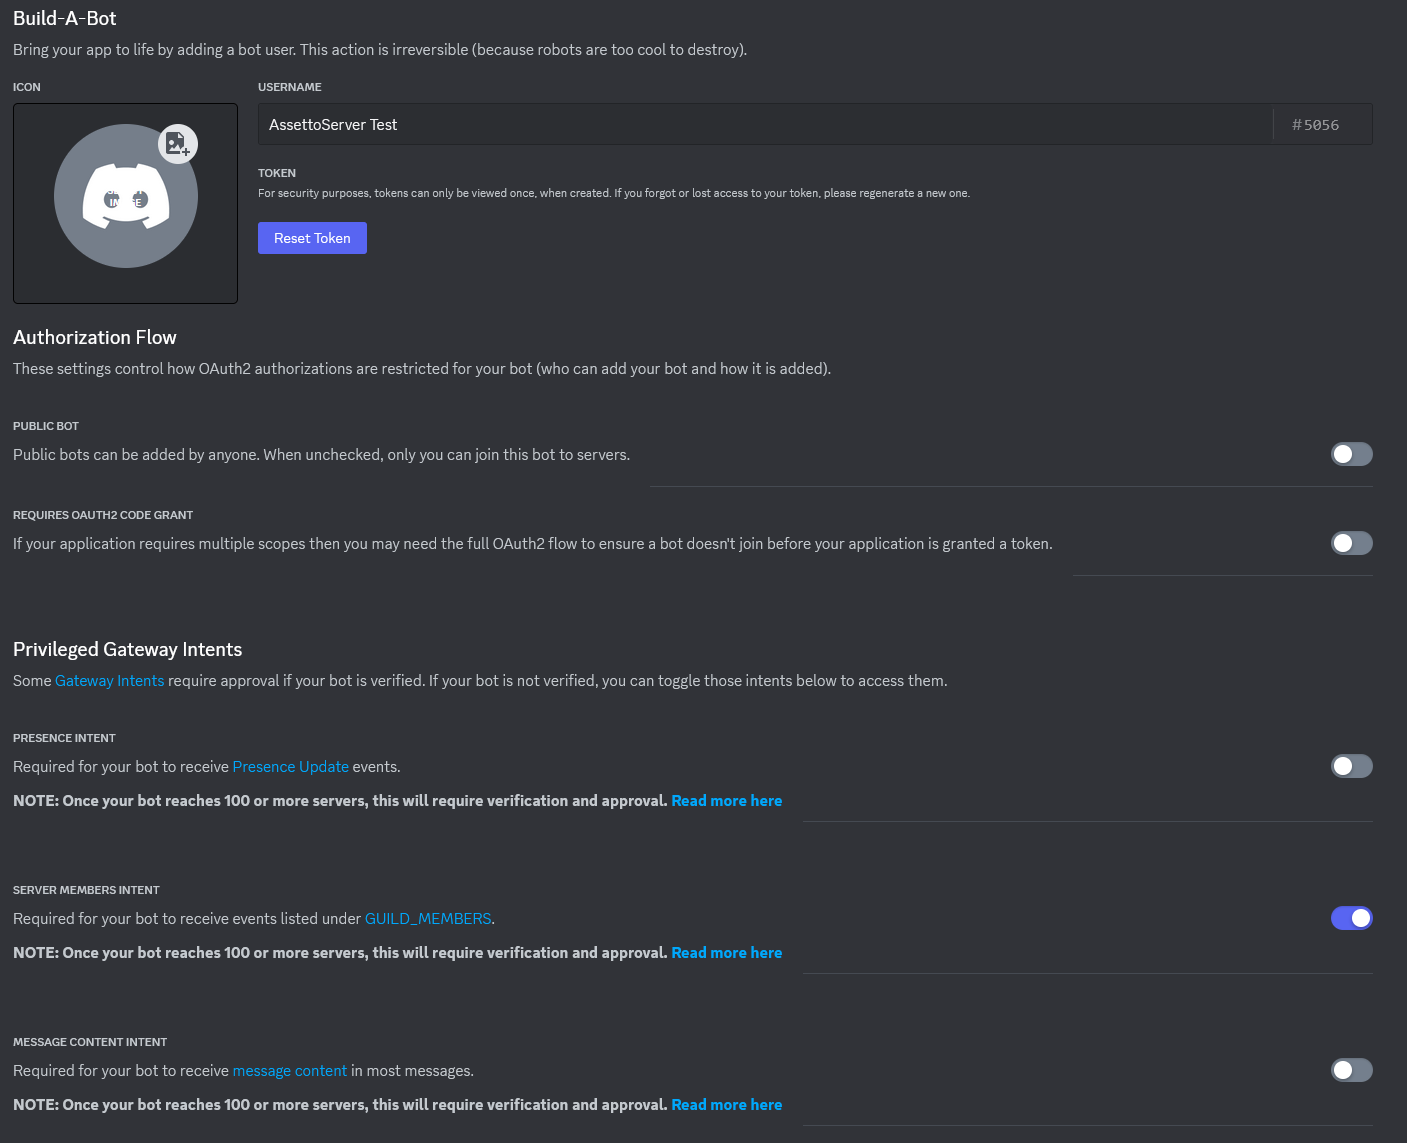 Build-A-Bot
Bring your app to life by adding a bot user. This action is irreversible (because robots are too cool to destroy).
ICON
USERNAME
AssettoServer Test
#5056
TOKEN
For security purposes, tokens can only be viewed once, when created. If you forgot or lost access to your token, please regenerate a new one.
Reset Token
Authorization Flow
These settings control how OAuth2 authorizations are restricted for your bot (who can add your bot and how it is added).
PUBLIC BOT
Public bots can be added by anyone. When unchecked, only you can join this bot to servers.
REQUIRES OAUTH2 CODE GRANT
If your application requires multiple scopes then you may need the full OAuth2 flow to ensure a bot doesn't join before your application is granted a token.
Privileged Gateway Intents
Some Gateway Intents require approval if your bot is verified. If your bot is not verified, you can toggle those intents below to access them.
PRESENCE INTENT
Required for your bot to receive Presence Update events.
NOTE: Once your bot reaches 100 or more servers, this will require verification and approval. Read more here
SERVER MEMBERS INTENT
Required for your bot to receive events listed under GUILD_MEMBERS.
NOTE: Once your bot reaches 100 or more servers, this will require verification and approval. Read more here
MESSAGE CONTENT INTENT
Required for your bot to receive message content in most messages.
NOTE: Once your bot reaches 100 or more servers, this will require verification and approval. Read more here